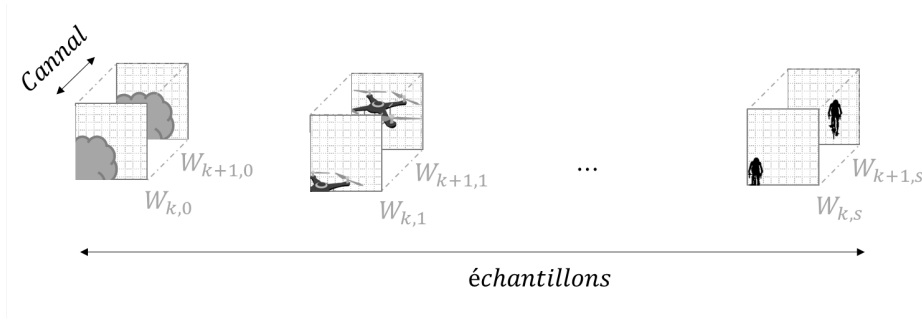 Cannal
W_{k+1,0}
W_{k,0}
W_{k+1,1}
W_{k,1}
...
W_{k+1,s}
W_{k,s}
échantillons